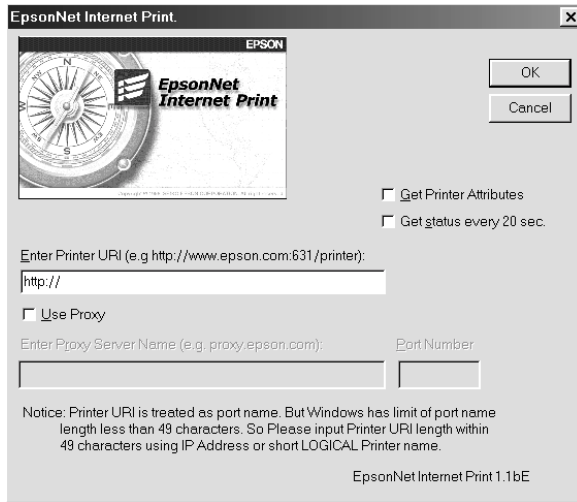 EpsonNet Internet Print.
EPSON
EpsonNet
Internet Print
N
NE
E
SE
S
W
NW
OK
Cancel
Get Printer Attributes
Get status every 20 sec.
Enter Printer URI (e.g http://www.epson.com:631/printer):
http://
Use Proxy
Enter Proxy Server Name (e.g. proxy.epson.com):
Port Number
Notice: Printer URI is treated as port name. But Windows has limit of port name
length less than 49 characters. So Please input Printer URI length within
49 characters using IP Address or short LOGICAL Printer name.
EpsonNet Internet Print 1.1bE